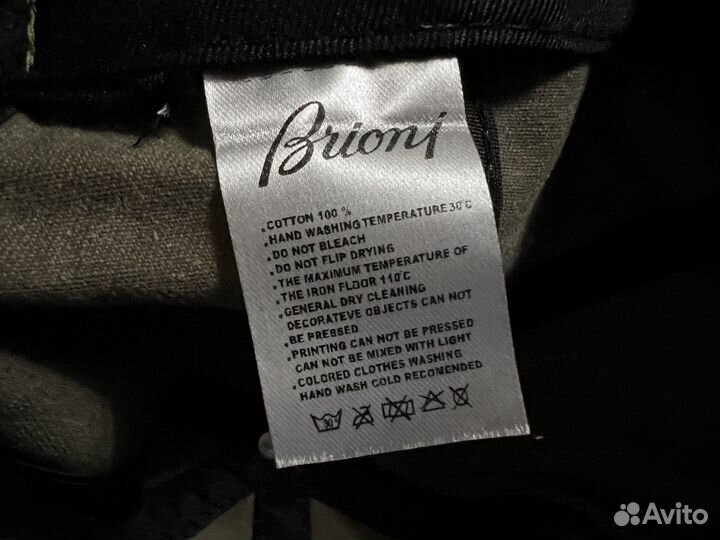 Brioni
.COTTON 100 %
.HAND WASHING TEMPERATURE 30°C
.DO NOT BLEACH
.DO NOT FLIP DRYING
.THE MAXIMUM TEMPERATURE OF
.THE IRON FLOOR 110°C
.GENERAL DRY CLEANING
DECORATEVE OBJECTS CAN NOT
.BE PRESSED
.PRINTING CAN NOT BE PRESSED
CAN NOT BE MIXED WITH LIGHT
.COLORED CLOTHES WASHING
HAND WASH COLD RECOMENDED
30°
Avito